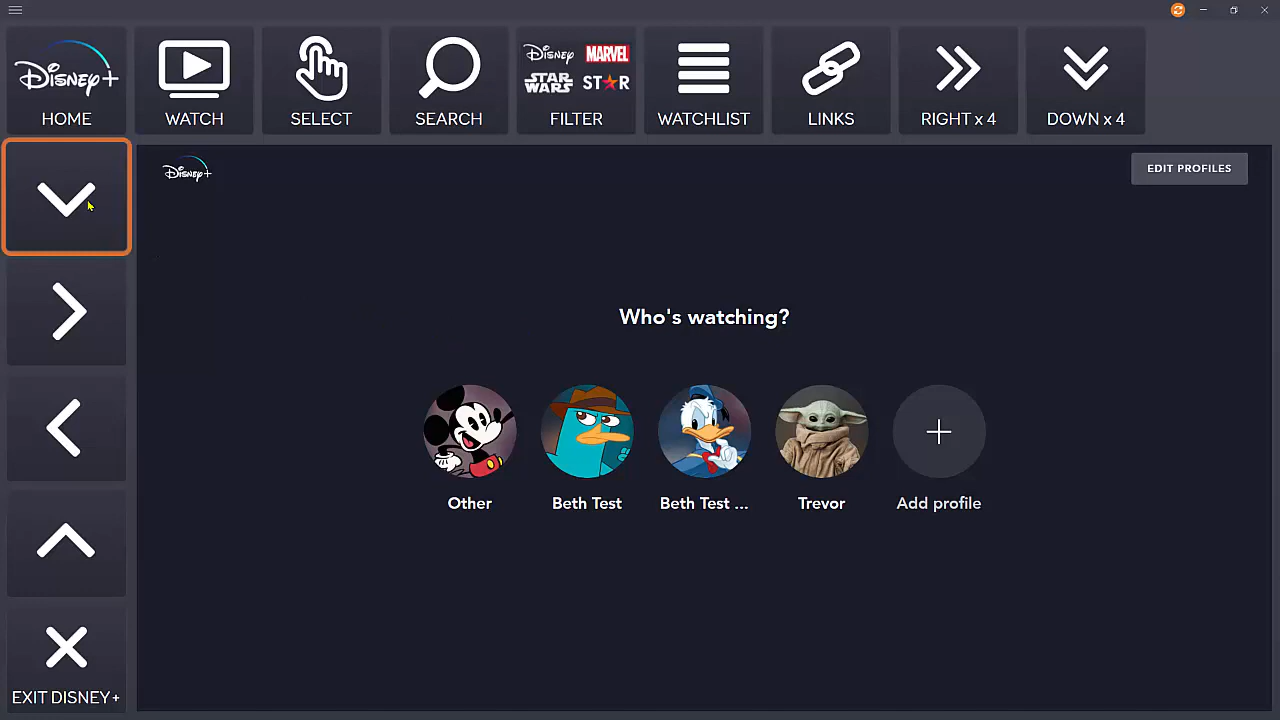 Disney+
HOME
WATCH
SELECT
SEARCH
Disney MARVEL
STAR WARS STAR
FILTER
WATCHLIST
LINKS
RIGHT x 4
DOWN x 4
Disney+
EDIT PROFILES
Who's watching?
Other
Beth Test
Beth Test ...
Trevor
Add profile
EXIT DISNEY+